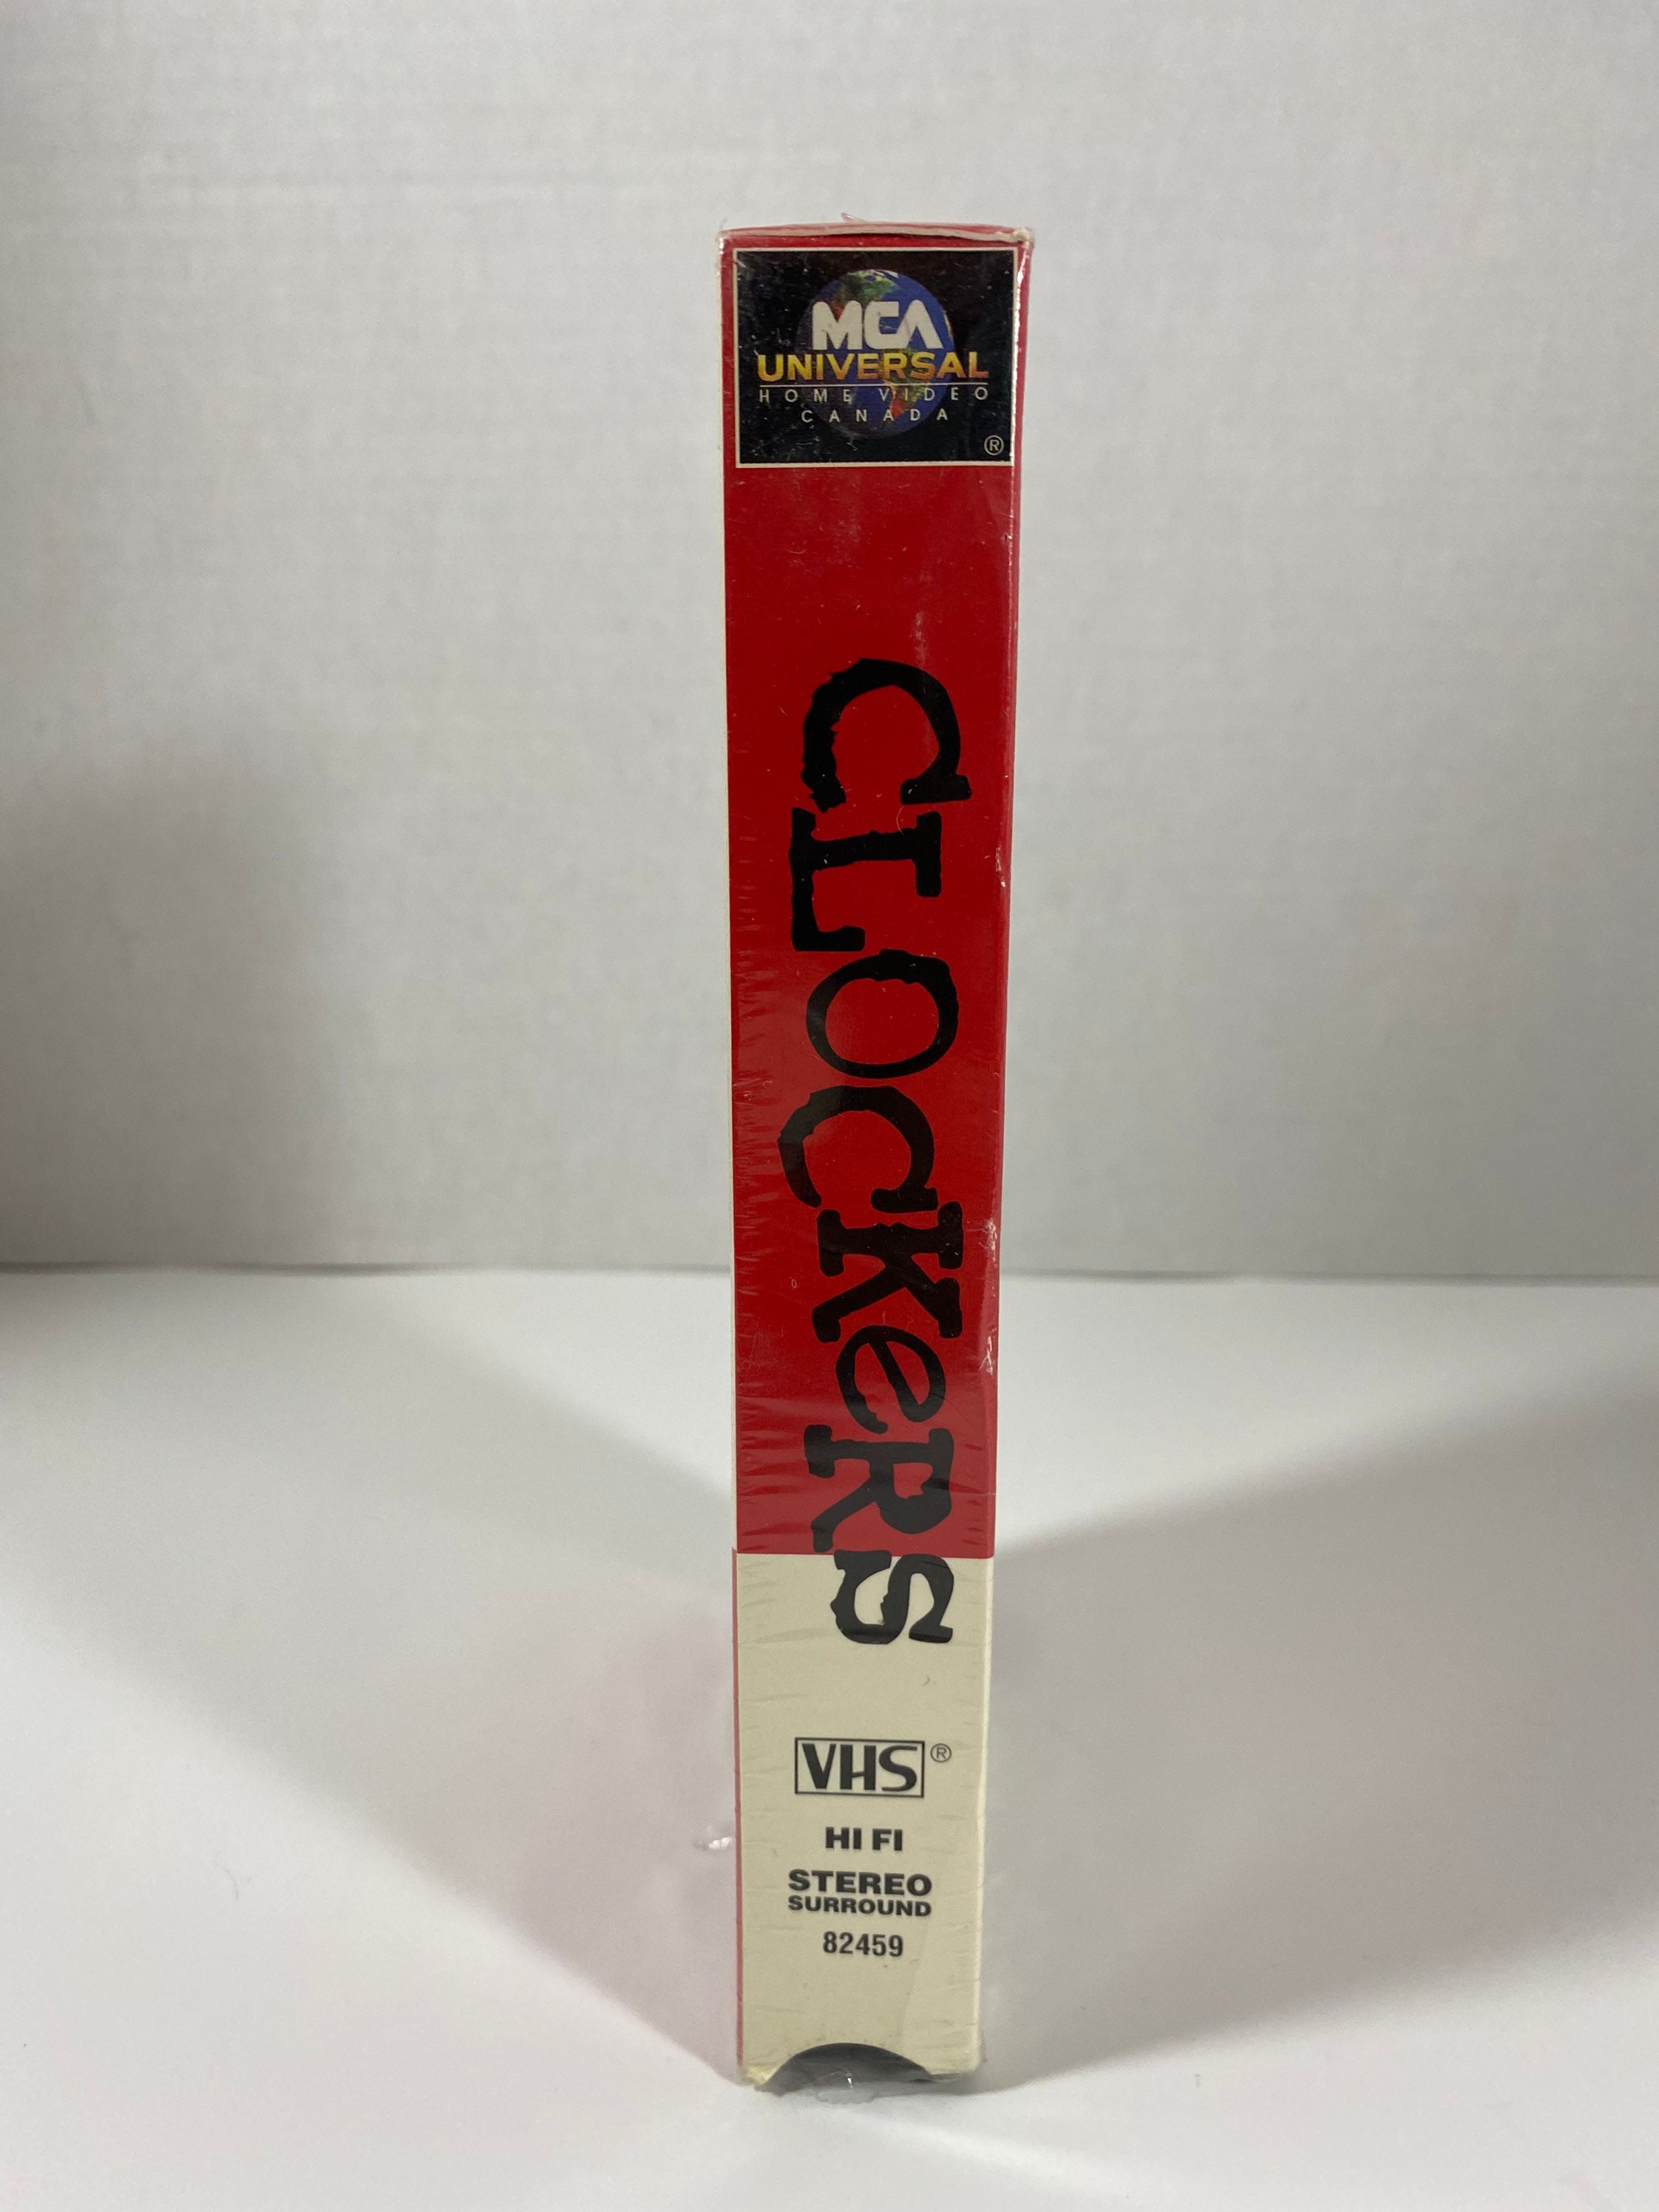 MCA
UNIVERSAL
HOME VIDEO
CANADA
®
CLOCKeRS
VHS®
HI FI
STEREO
SURROUND
82459